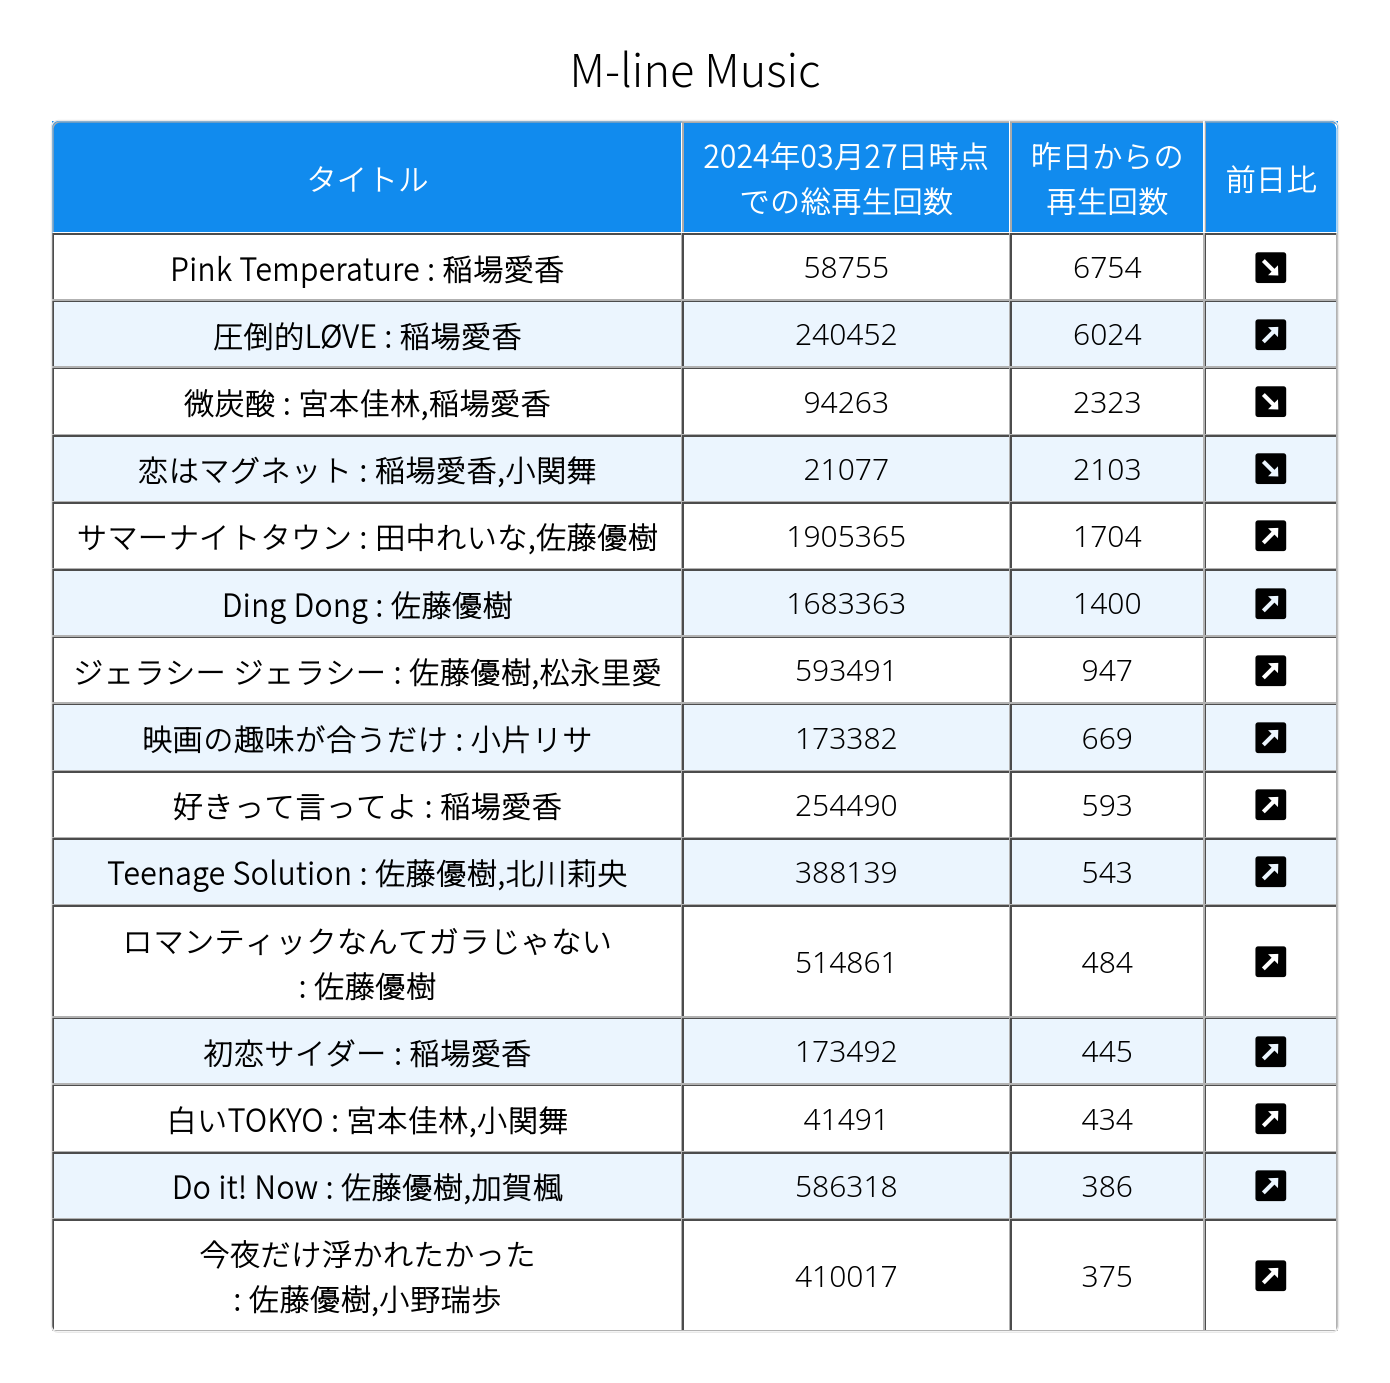 M-line Music
タイトル 2024年03月27日時点での総再生回数 昨日からの再生回数 前日比
Pink Temperature : 稲場愛香 58755 6754 ↘
圧倒的LØVE : 稲場愛香 240452 6024 ↗
微炭酸 : 宮本佳林,稲場愛香 94263 2323 ↘
恋はマグネット : 稲場愛香,小関舞 21077 2103 ↘
サマーナイトタウン : 田中れいな,佐藤優樹 1905365 1704 ↗
Ding Dong : 佐藤優樹 1683363 1400 ↗
ジェラシー ジェラシー : 佐藤優樹,松永里愛 593491 947 ↗
映画の趣味が合うだけ : 小片リサ 173382 669 ↗
好きって言ってよ : 稲場愛香 254490 593 ↗
Teenage Solution : 佐藤優樹,北川莉央 388139 543 ↗
ロマンティックなんてガラじゃない : 佐藤優樹 514861 484 ↗
初恋サイダー : 稲場愛香 173492 445 ↗
白いTOKYO : 宮本佳林,小関舞 41491 434 ↗
Do it! Now : 佐藤優樹,加賀楓 586318 386 ↗
今夜だけ浮かれたかった : 佐藤優樹,小野瑞歩 410017 375 ↗